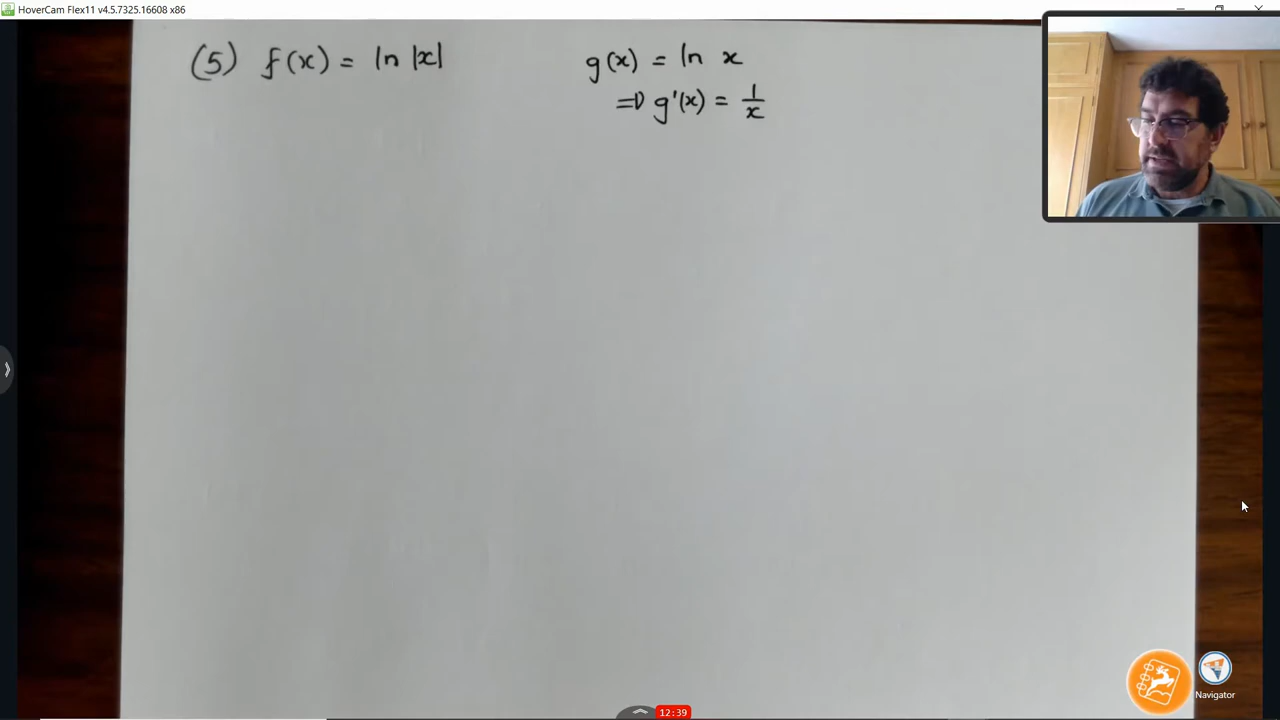 HoverCam Flex11 v4.5.7325.16608 x86
(5) f(x) = ln |x|
g(x) = ln x
⇒ g'(x) = 1/x
Navigator
12:39